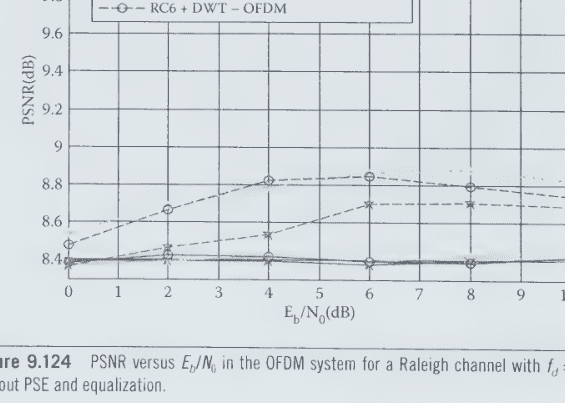 RC6 + DWT – OFDM
9.6
9.4
9.2
9
8.8
8.6
8.4
PSNR(dB)
0 1 2 3 4 5 6 7 8 9
E_b/N_0(dB)
9.124 PSNR versus E_b/N_0 in the OFDM system for a Raleigh channel with f_d
PSE and equalization.